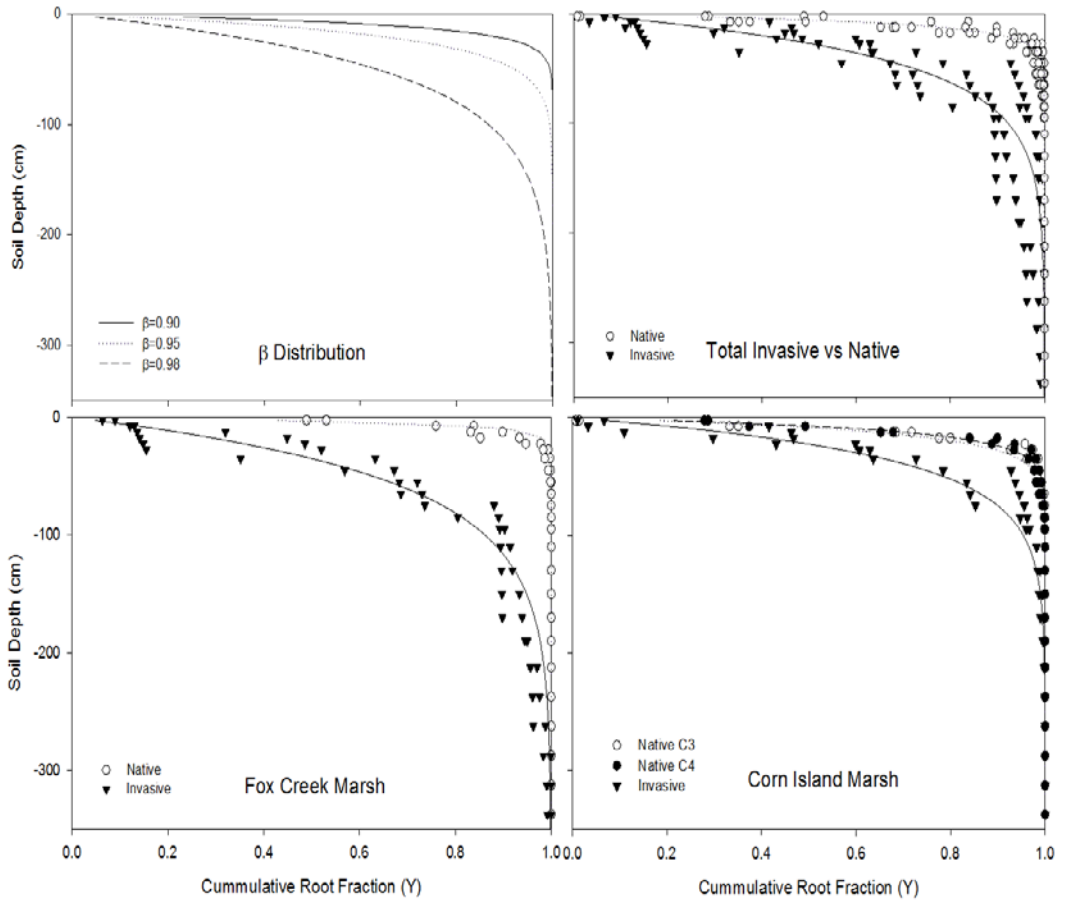 0
-100
-200
-300
Soil Depth (cm)
β=0.90
β=0.95
β=0.98
β Distribution
Native
Invasive
Total Invasive vs Native
0
-100
-200
-300
Soil Depth (cm)
Native
Invasive
Fox Creek Marsh
0.0 0.2 0.4 0.6 0.8 1.0
Cummulative Root Fraction (Y)
Native C3
Native C4
Invasive
Corn Island Marsh
0.0 0.2 0.4 0.6 0.8 1.0
Cummulative Root Fraction (Y)